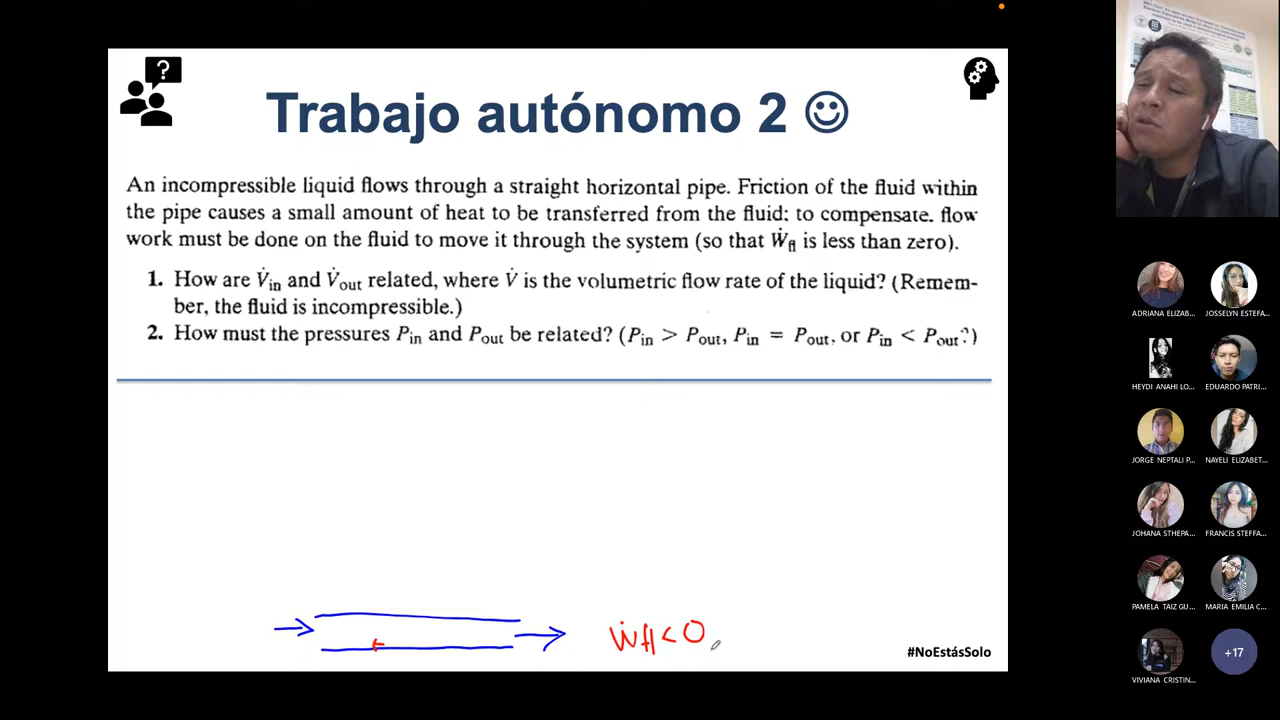 ?
Trabajo autónomo 2 ☺
An incompressible liquid flows through a straight horizontal pipe. Friction of the fluid within
the pipe causes a small amount of heat to be transferred from the fluid; to compensate. flow
work must be done on the fluid to move it through the system (so that Ẇfl is less than zero).
1. How are V̇in and V̇out related, where V̇ is the volumetric flow rate of the liquid? (Remem-
ber, the fluid is incompressible.)
2. How must the pressures Pin and Pout be related? (Pin > Pout, Pin = Pout, or Pin < Pout?)
Ẇfl < 0
#NoEstásSolo
ADRIANA ELIZAB...
JOSSELYN ESTEFA...
HEYDI ANAHI LO...
EDUARDO PATRI...
JORGE NEPTALI P...
NAYELI ELIZABET...
JOHANA STHEPA...
FRANCIS STEFFA...
PAMELA TAIZ GU...
MARIA EMILIA C...
VIVIANA CRISTIN...
+17